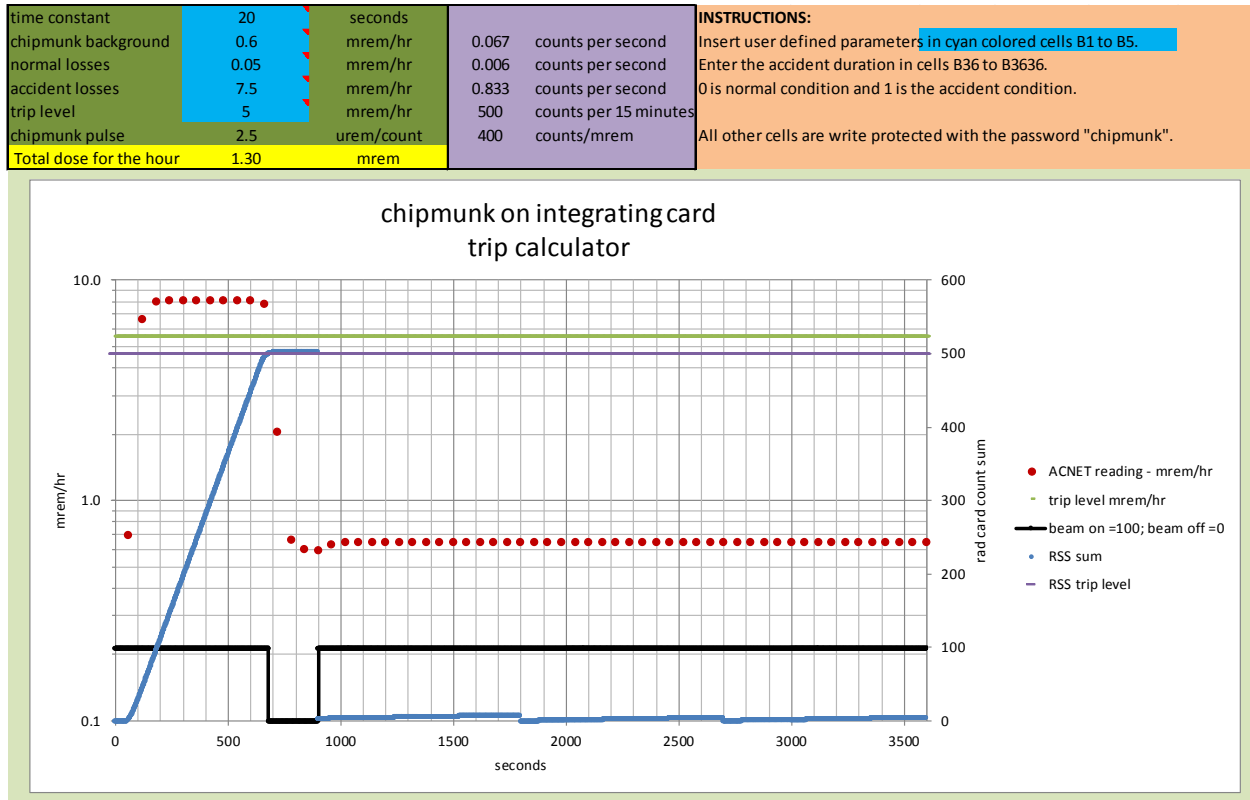 time constant 20 seconds INSTRUCTIONS:
chipmunk background 0.6 mrem/hr 0.067 counts per second Insert user defined parameters in cyan colored cells B1 to B5.
normal losses 0.05 mrem/hr 0.006 counts per second Enter the accident duration in cells B36 to B3636.
accident losses 7.5 mrem/hr 0.833 counts per second 0 is normal condition and 1 is the accident condition.
trip level 5 mrem/hr 500 counts per 15 minutes
chipmunk pulse 2.5 urem/count 400 counts/mrem All other cells are write protected with the password "chipmunk".
Total dose for the hour 1.30 mrem
chipmunk on integrating card
trip calculator
10.0
1.0
0.1
mrem/hr
600
500
400
300
200
100
0
rad card count sum
0 500 1000 1500 2000 2500 3000 3500
seconds
ACNET reading - mrem/hr
trip level mrem/hr
beam on =100; beam off =0
RSS sum
RSS trip level